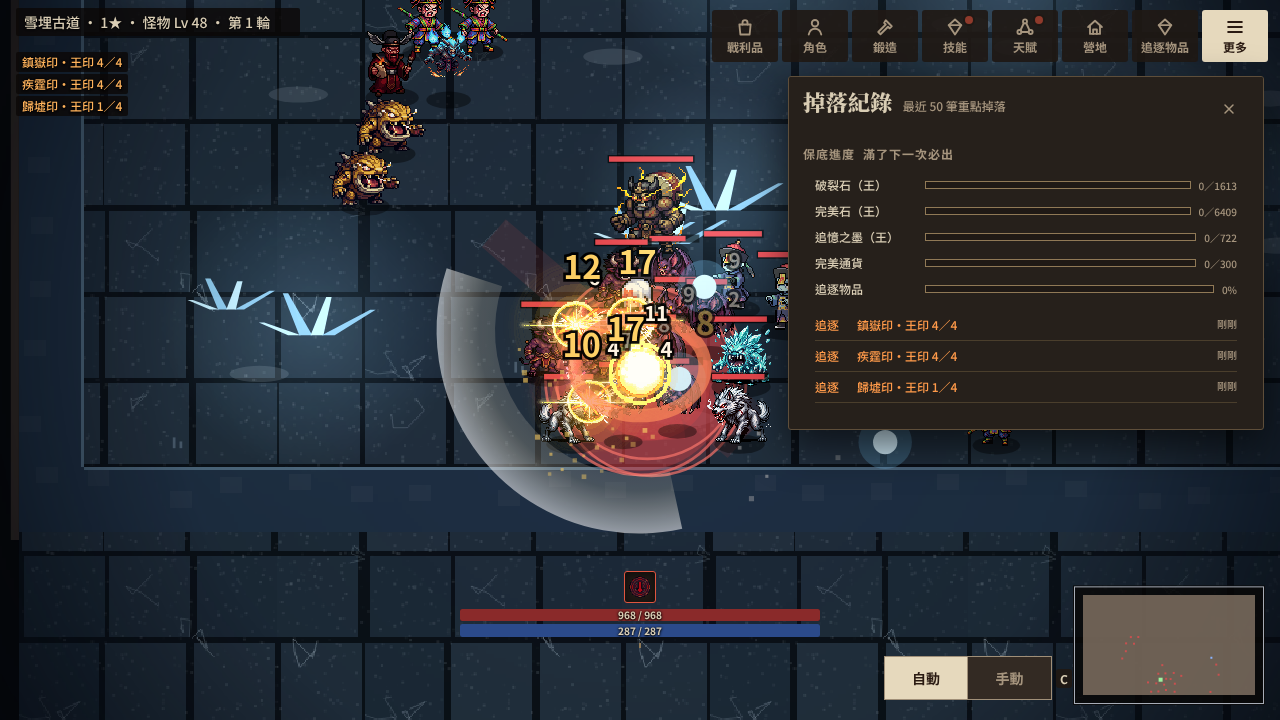 雪埋古道 · 1★ · 怪物 Lv 48 · 第 1 輪
鎮嶽印·王印 4／4
疾霆印·王印 4／4
歸墟印·王印 1／4
戰利品
角色
鍛造
技能
天賦
營地
追逐物品
更多
掉落紀錄 最近 50 筆重點掉落
保底進度 滿了下一次必出
破裂石（王） 0／1613
完美石（王） 0／6409
追憶之墨（王） 0／722
完美通貨 0／300
追逐物品 0%
追逐 鎮嶽印·王印 4／4 剛剛
追逐 疾霆印·王印 4／4 剛剛
追逐 歸墟印·王印 1／4 剛剛
12
17
9
9
2
11
17
8
8
10
4
4
968 / 968
287 / 287
自動
手動
C